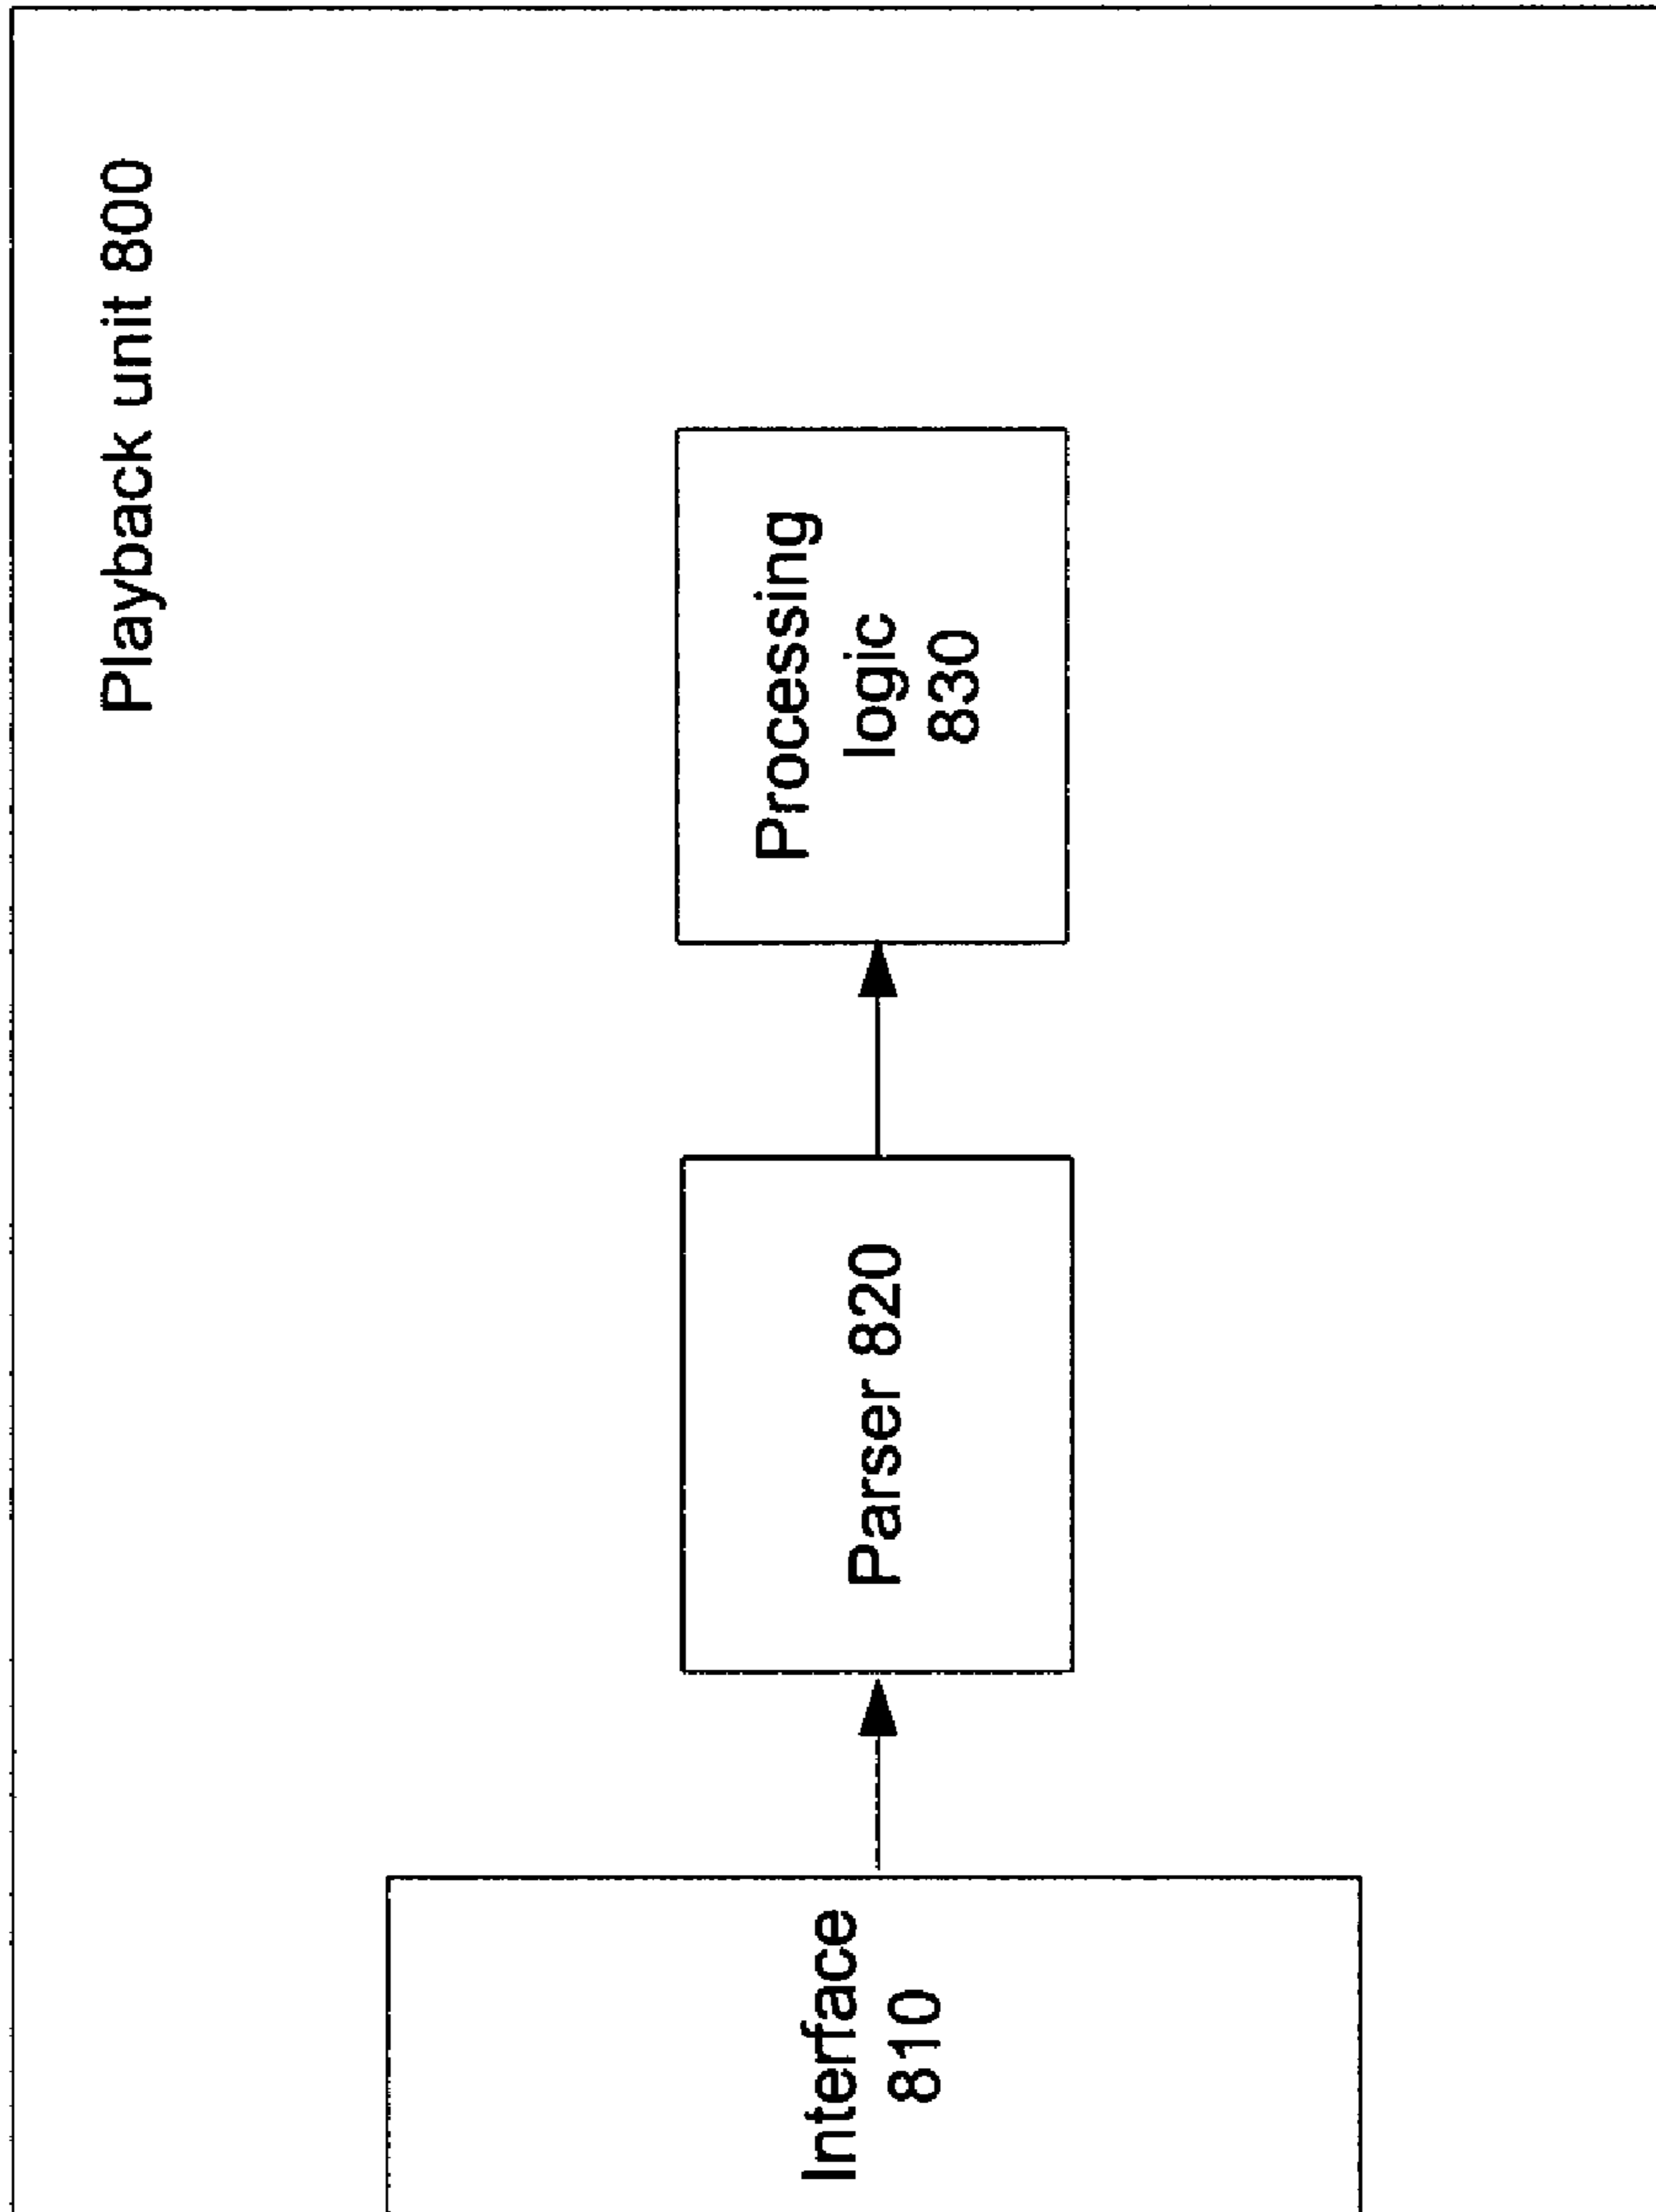 Playback unit 800
Interface
810
Parser 820
Processing
logic
830